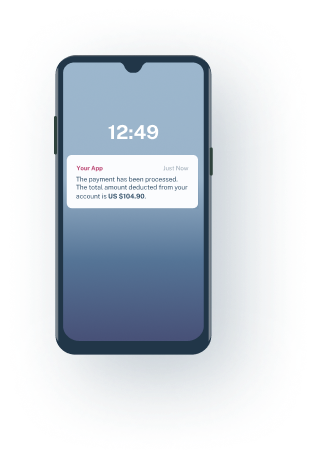 12:49
Your App Just Now
The payment has been processed.
The total amount deducted from your
account is US $104.90.